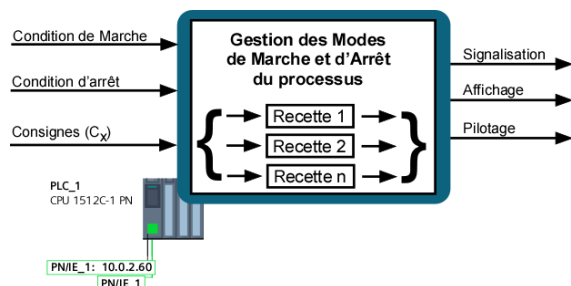 Condition de Marche
Condition d'arrêt
Consignes (Cx)
Gestion des Modes
de Marche et d'Arrêt
du processus
Recette 1
Recette 2
Recette n
Signalisation
Affichage
Pilotage
PLC_1
CPU 1512C-1 PN
PN/IE_1: 10.0.2.60
PN/IE_1